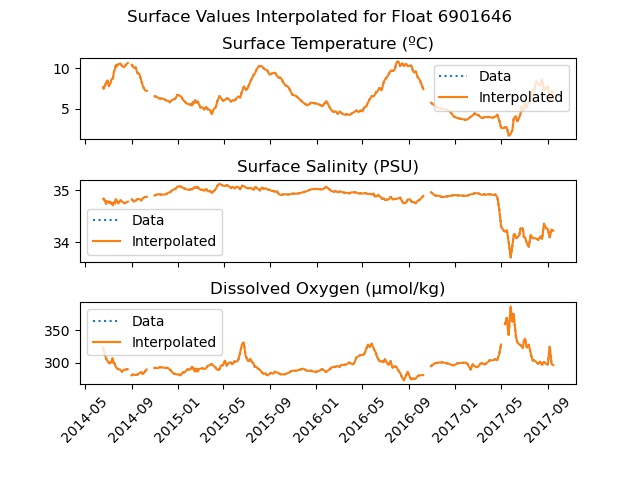 Surface Values Interpolated for Float 6901646
Surface Temperature (ºC)
10
5
Data
Interpolated
Surface Salinity (PSU)
35
34
Data
Interpolated
Dissolved Oxygen (μmol/kg)
350
300
Data
Interpolated
2014-05
2014-09
2015-01
2015-05
2015-09
2016-01
2016-05
2016-09
2017-01
2017-05
2017-09